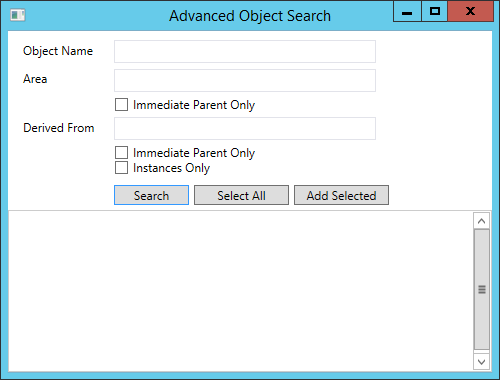 Advanced Object Search
Object Name
Area
Immediate Parent Only
Derived From
Immediate Parent Only
Instances Only
Search Select All Add Selected